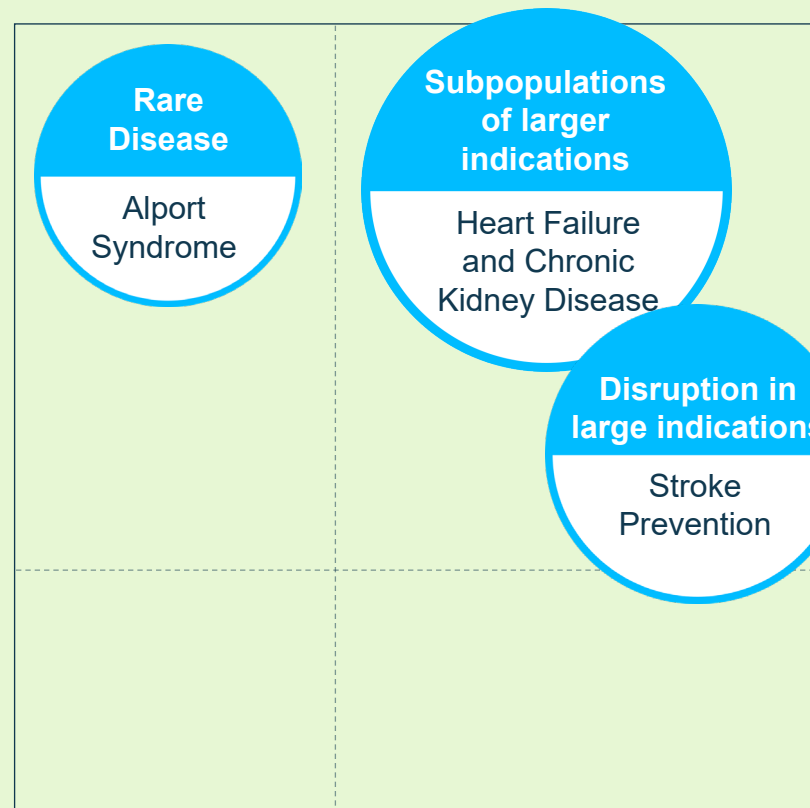 Rare
Disease
Alport
Syndrome
Subpopulations
of larger
indications
Heart Failure
and Chronic
Kidney Disease
Disruption in
large indications
Stroke
Prevention